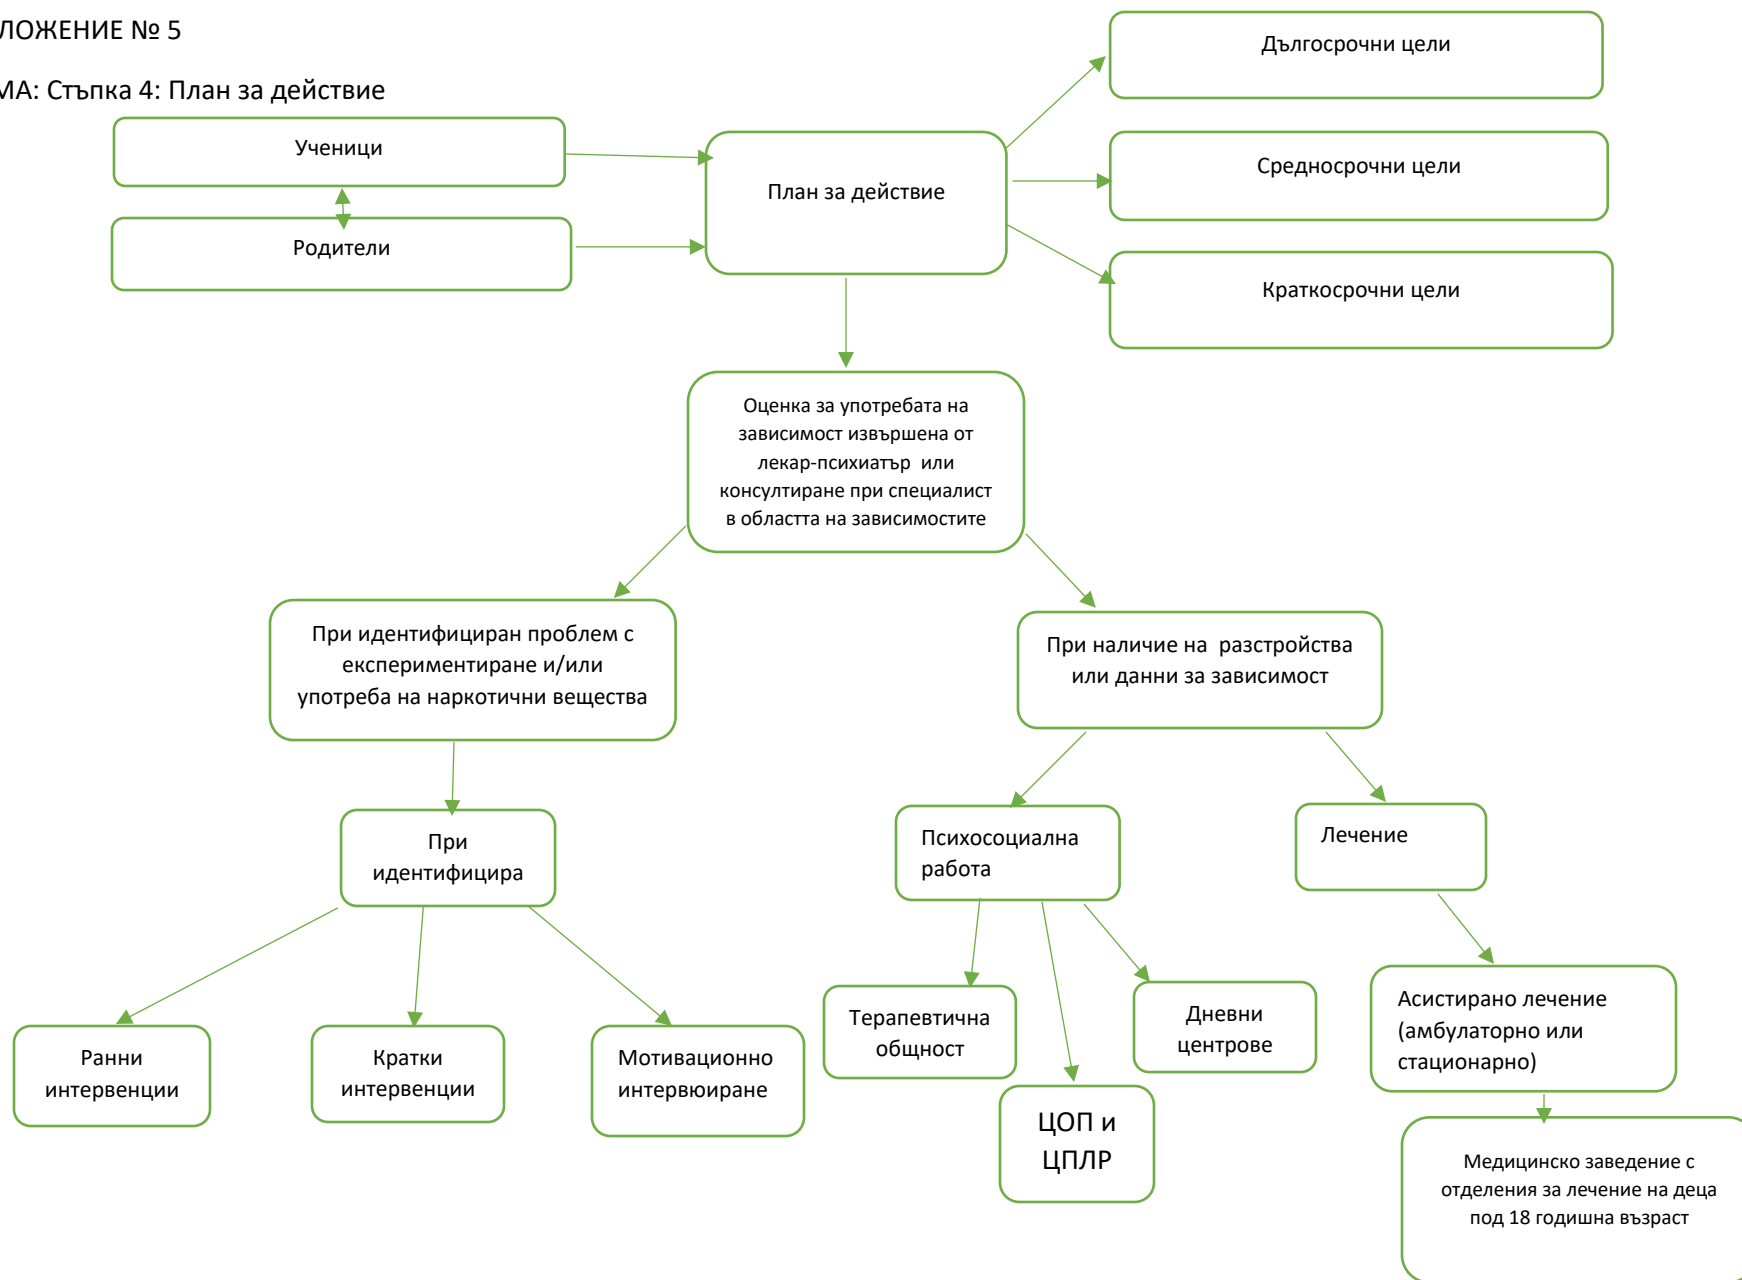 ЛОЖЕНИЕ № 5
МА: Стъпка 4: План за действие
Ученици
Родители
План за действие
Дългосрочни цели
Средносрочни цели
Краткосрочни цели
Оценка за употребата на
зависимост извършена от
лекар-психиатър или
консултиране при специалист
в областта на зависимостите
При идентифициран проблем с
експериментиране и/или
употреба на наркотични вещества
При наличие на разстройства
или данни за зависимост
При
идентифицира
Психосоциална
работа
Лечение
Ранни
интервенции
Кратки
интервенции
Мотивационно
интервюиране
Терапевтична
общност
ЦОП и
ЦПЛР
Дневни
центрове
Асистирано лечение
(амбулаторно или
стационарно)
Медицинско заведение с
отделения за лечение на деца
под 18 годишна възраст